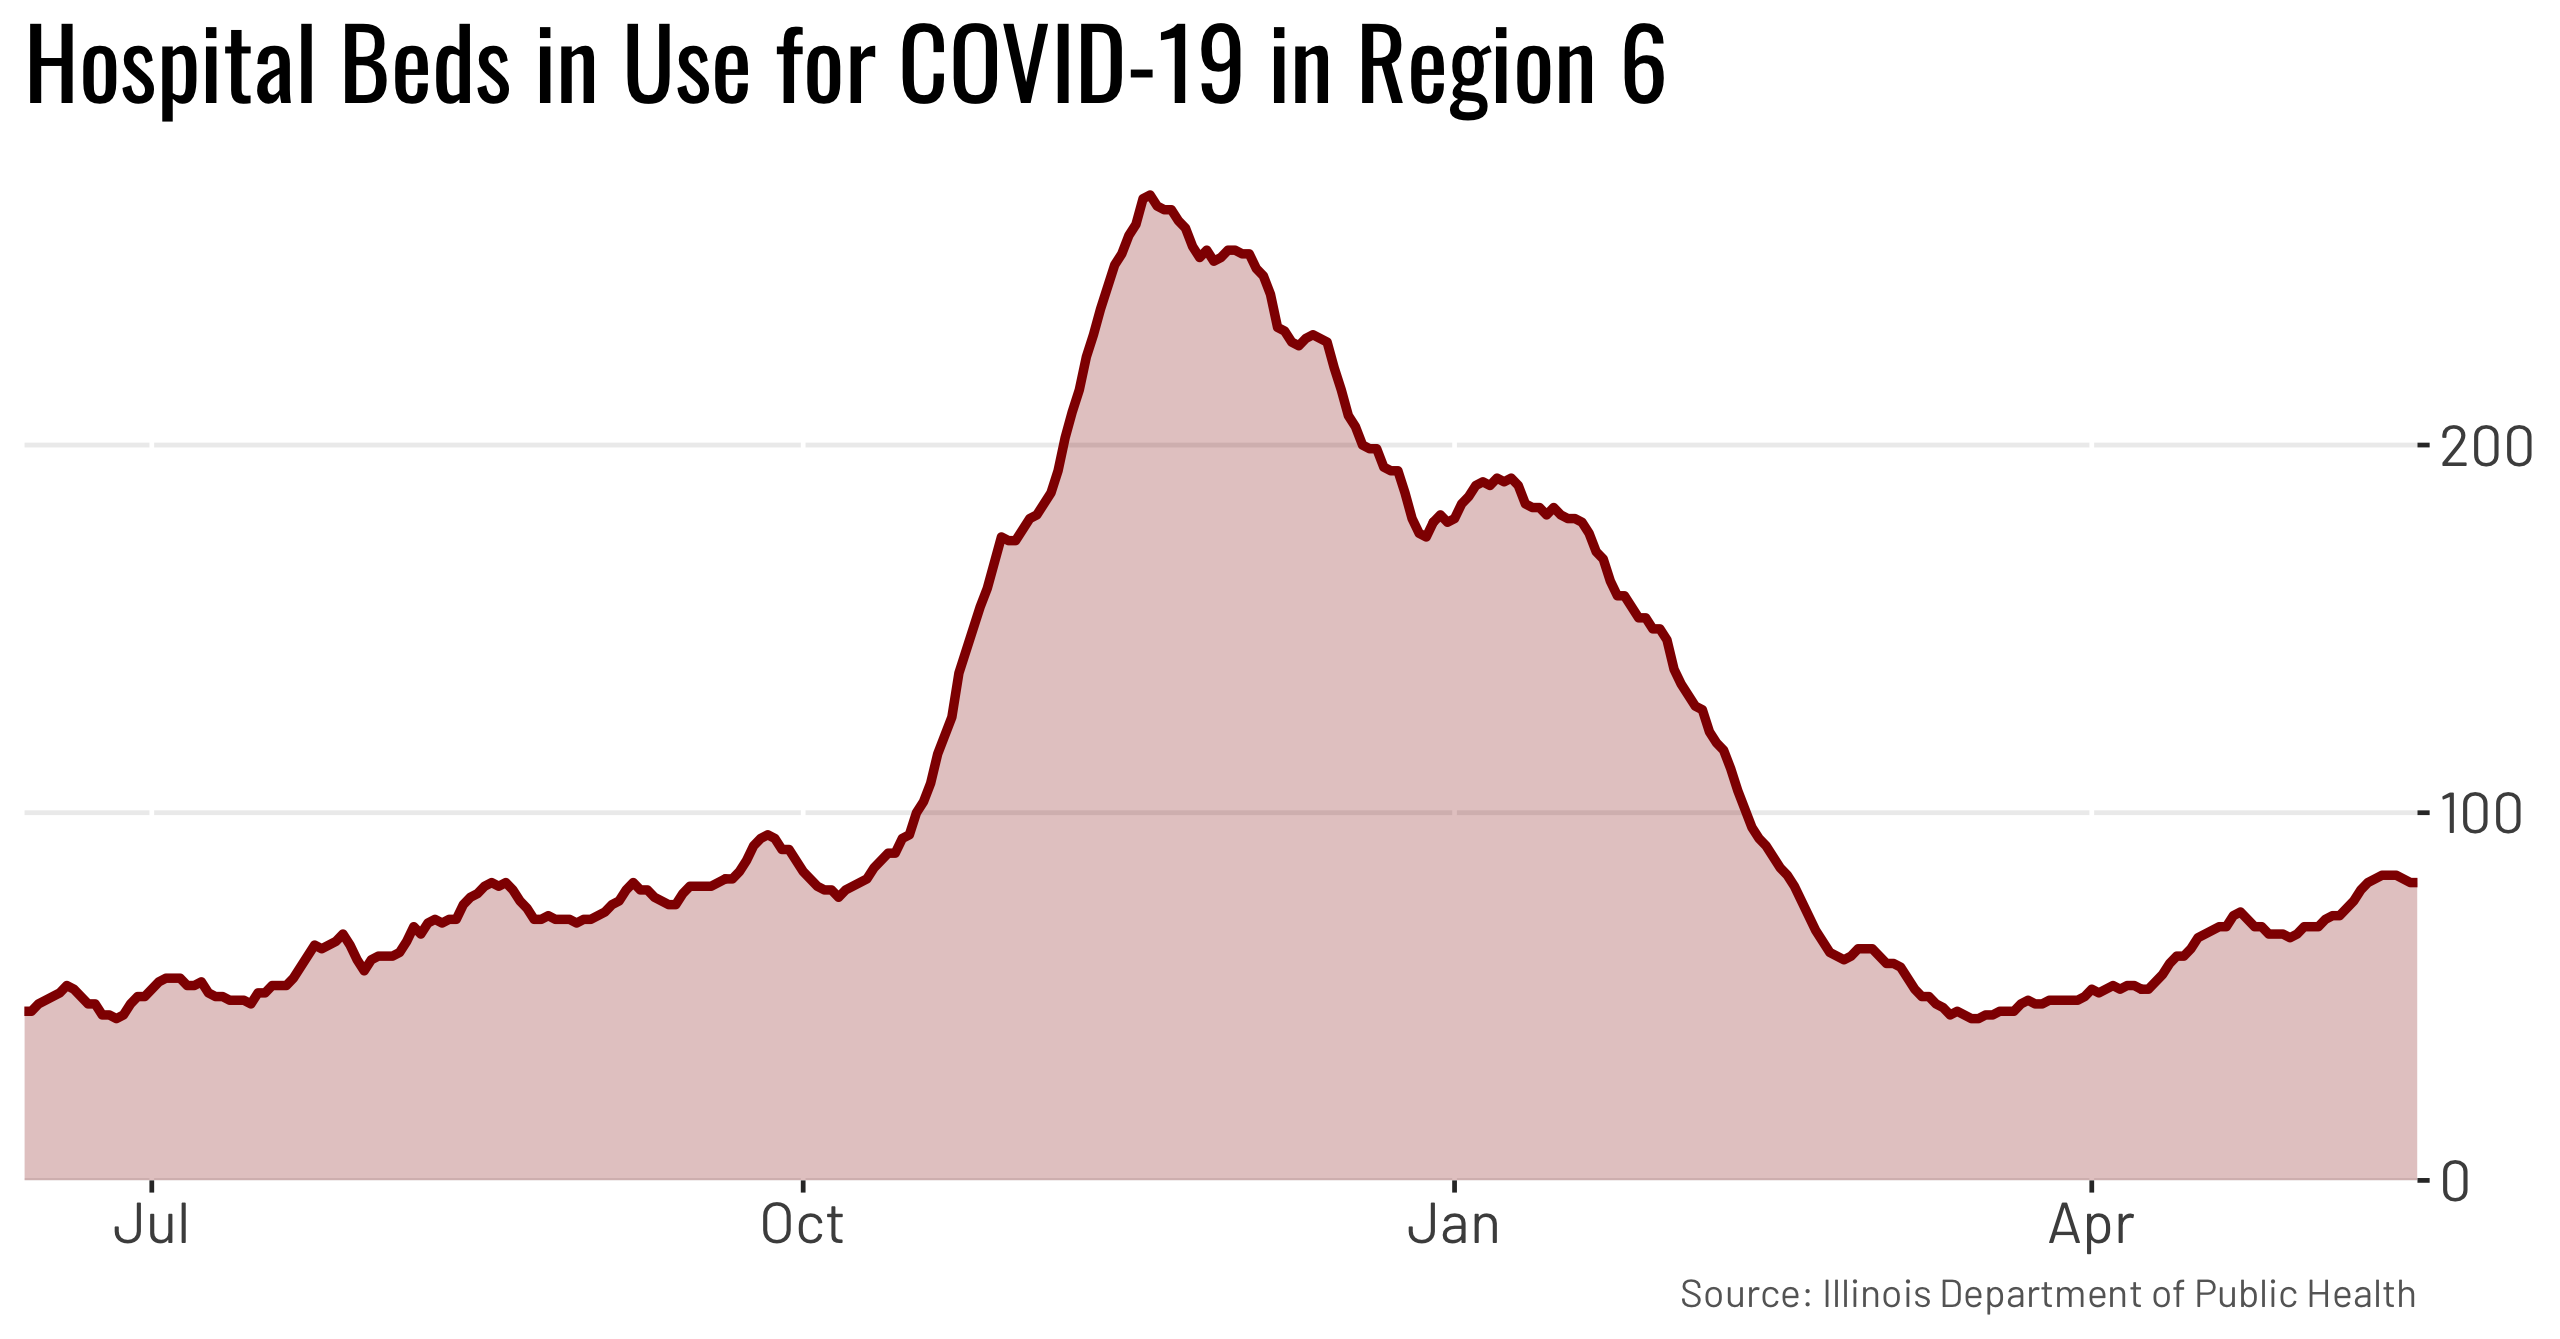 Hospital Beds in Use for COVID-19 in Region 6
200
100
0
Jul Oct Jan Apr
Source: Illinois Department of Public Health